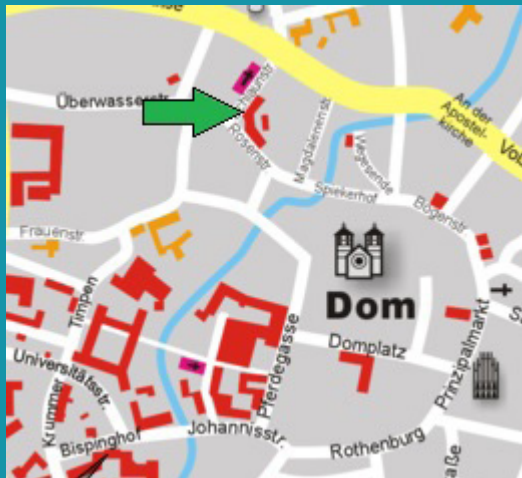 Überwasserstr.
Rosenstr.
Magdalenenstr.
Spiekerhof
Wegesende
An der
Apostel-
kirche
Bogenstr.
Frauenstr.
Timpen
Dom
Domplatz
Prinzipalmarkt
Pferdegasse
Universitätsstr.
Krummer
Bispinghof
Johannisstr.
Rothenburg